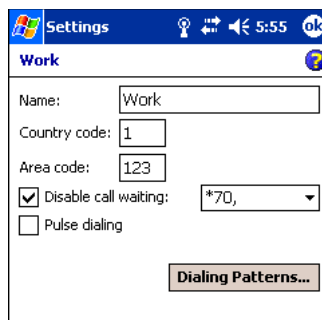 Settings 5:55 ok
Work ?
Name: Work
Country code: 1
Area code: 123
Disable call waiting: *70,
Pulse dialing
Dialing Patterns...